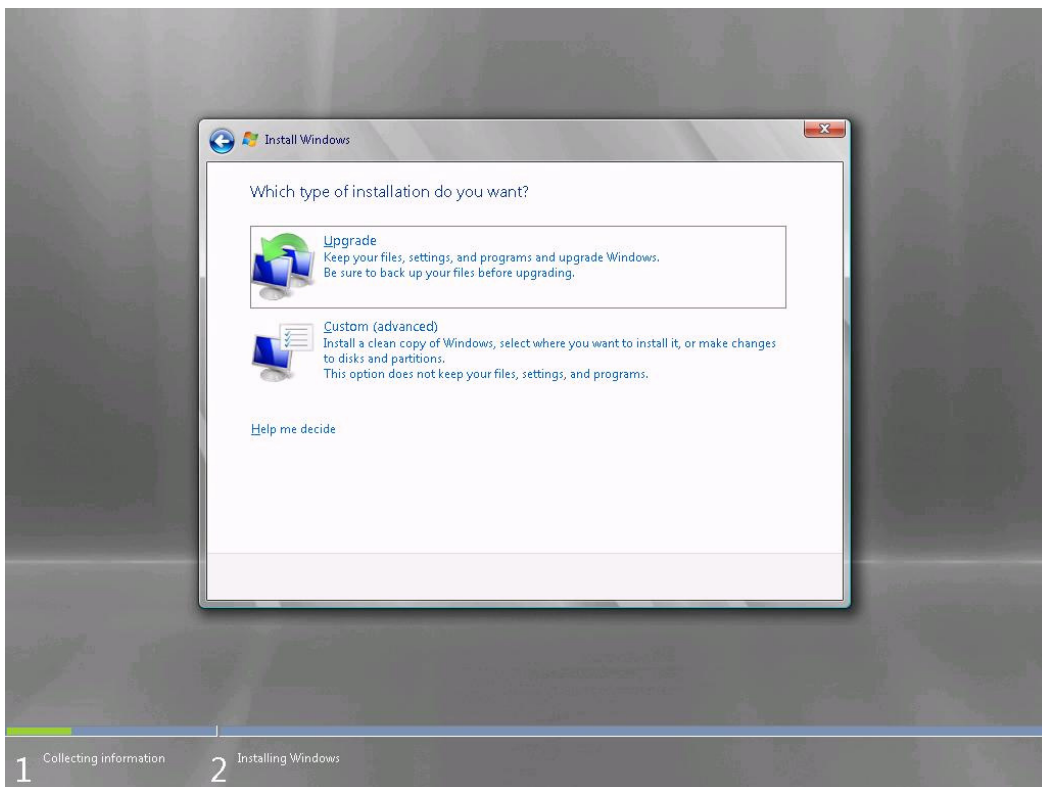 Install Windows
Which type of installation do you want?
Upgrade
Keep your files, settings, and programs and upgrade Windows.
Be sure to back up your files before upgrading.
Custom (advanced)
Install a clean copy of Windows, select where you want to install it, or make changes
to disks and partitions.
This option does not keep your files, settings, and programs.
Help me decide
1 Collecting information
2 Installing Windows